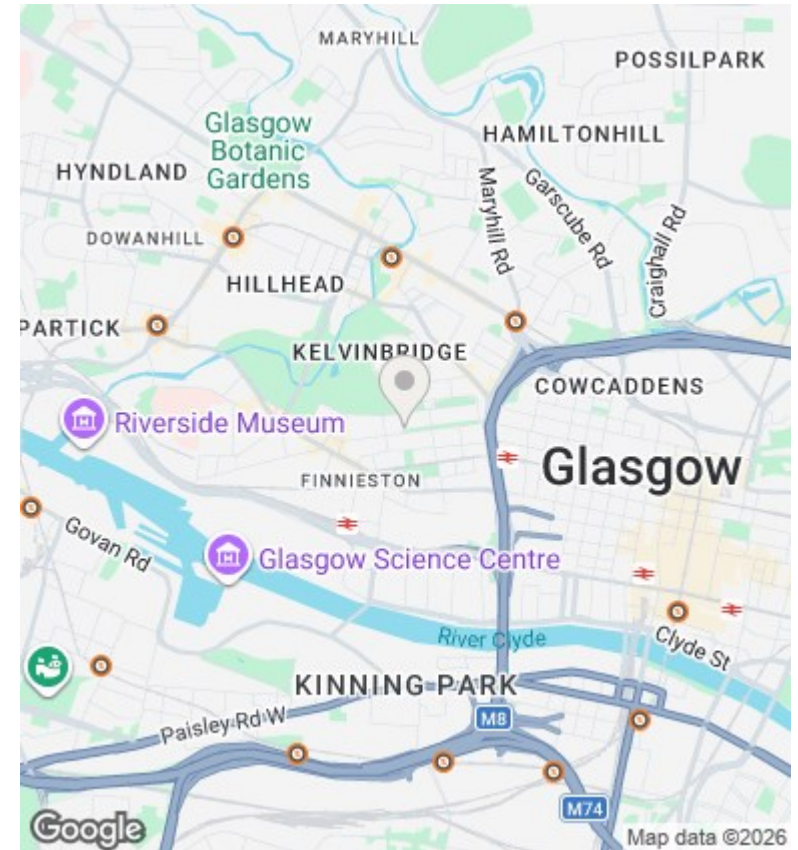 MARYHILL
POSSILPARK
Glasgow
Botanic
Gardens
HAMILTONHILL
HYNDLAND
Maryhill Rd
Garscube Rd
Craighall Rd
DOWANHILL
HILLHEAD
PARTICK
KELVINBRIDGE
COWCADDENS
Riverside Museum
Glasgow
FINNIESTON
Govan Rd
Glasgow Science Centre
River Clyde
Clyde St
KINNING PARK
Paisley Rd W
M8
M74
Google
Map data ©2026